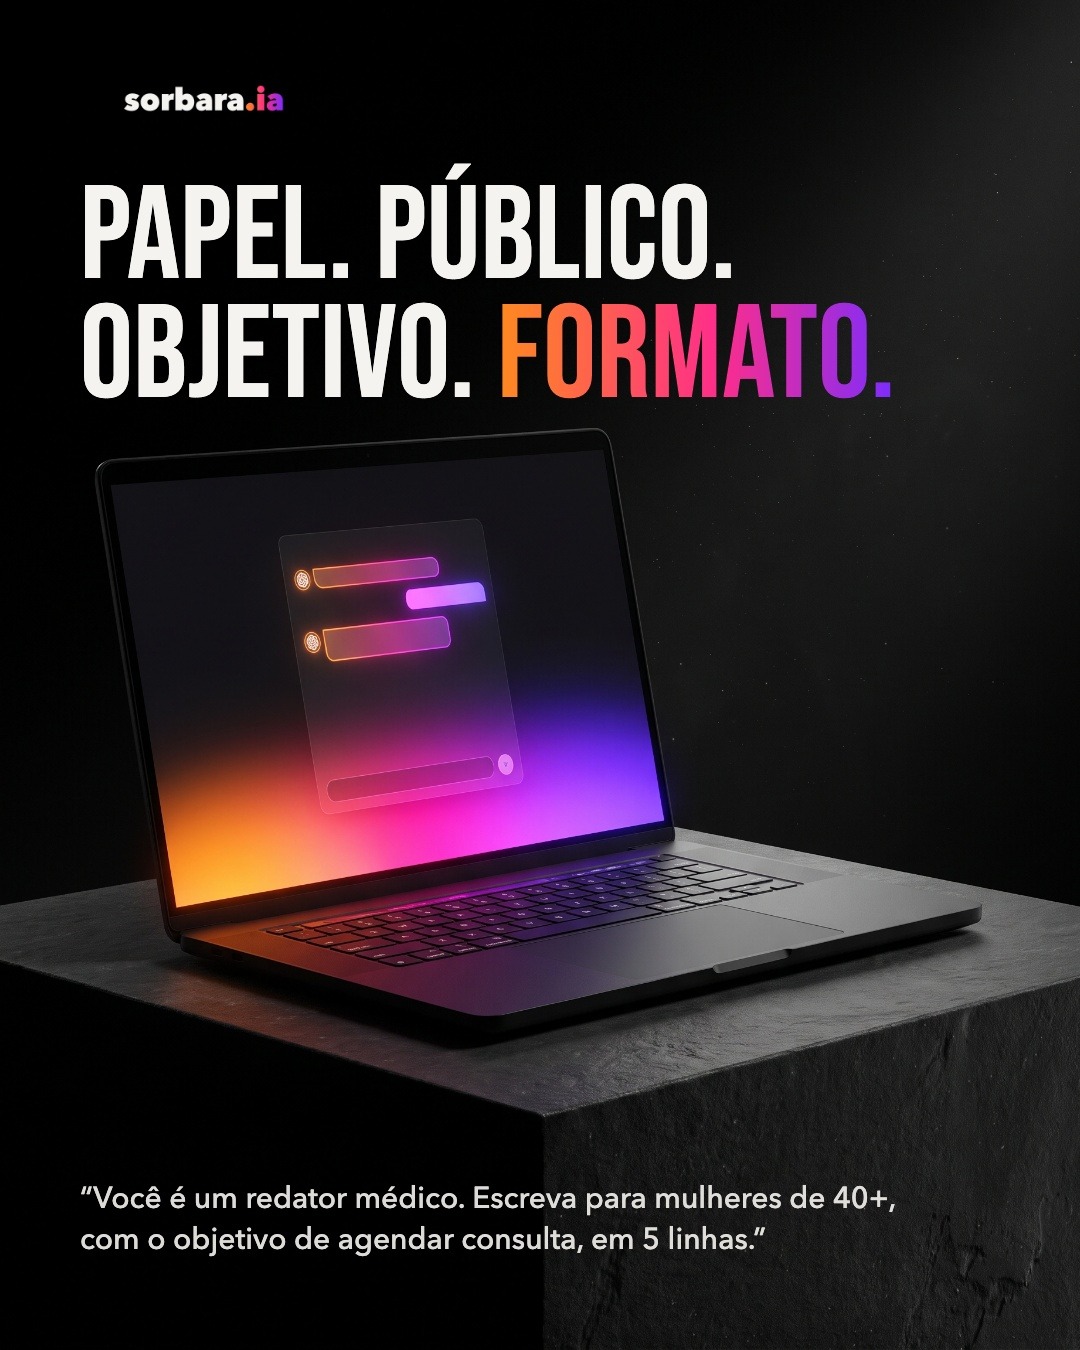 sorbara.ia
PAPEL. PÚBLICO.
OBJETIVO. FORMATO.
“Você é um redator médico. Escreva para mulheres de 40+,
com o objetivo de agendar consulta, em 5 linhas.”